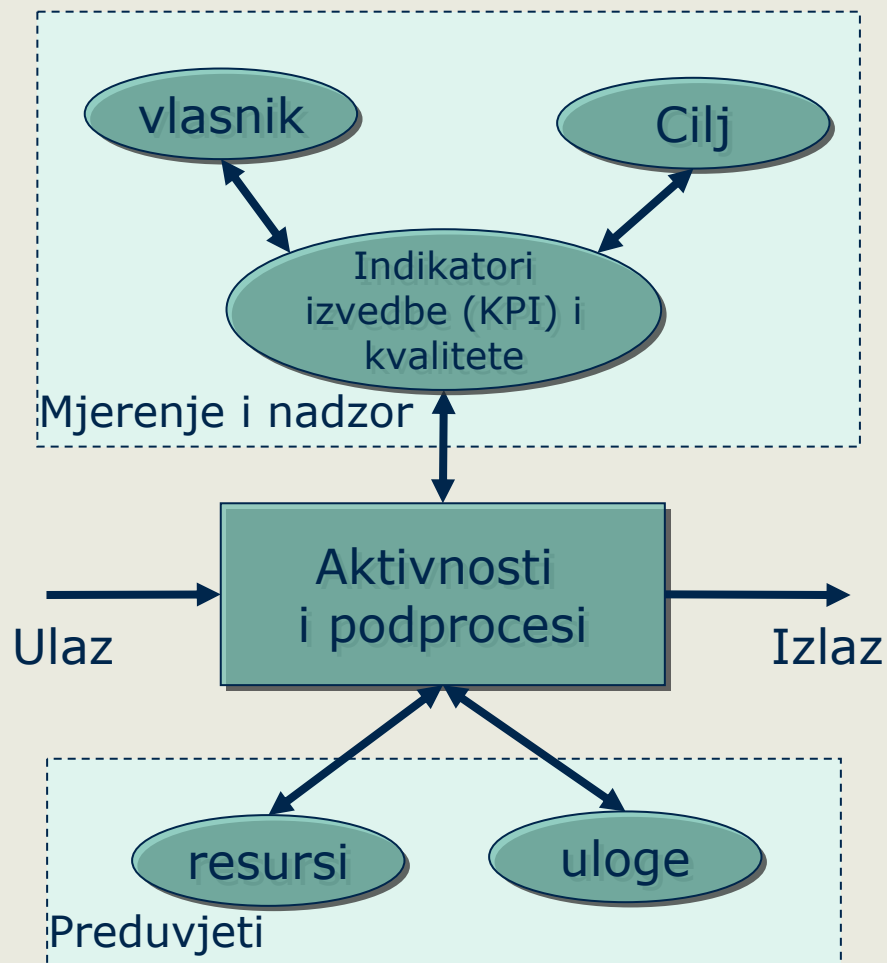 vlasnik
Cilj
Indikatori
izvedbe (KPI) i
kvalitete
Mjerenje i nadzor
Aktivnosti
i podprocesi
Ulaz
Izlaz
resursi
uloge
Preduvjeti